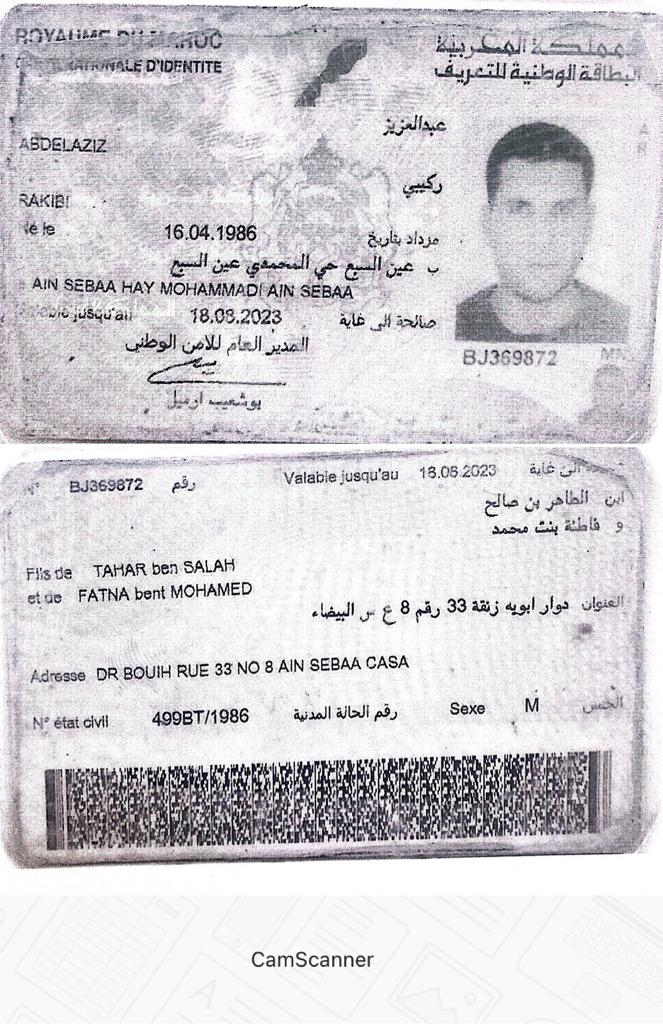 ROYAUME DU MAROC
CARTE NATIONALE D'IDENTITE
المملكة المغربية
البطاقة الوطنية للتعريف
عبدالعزيز
ABDELAZIZ
ركيبي
RAKIBI
Né le 16.04.1986 مزداد بتاريخ
ب عين السبع حي المحمدي عين السبع
AIN SEBAA HAY MOHAMMADI AIN SEBAA
Valable jusqu'au 18.08.2023 صالحة الى غاية
المدير العام للامن الوطني
بوشعيب ارميل
BJ369872
N° BJ369872 رقم Valable jusqu'au 18.08.2023 الى غاية
ابن الطاهر بن صالح
و فاطنة بنت محمد
Fils de TAHAR ben SALAH
et de FATNA bent MOHAMED
العنوان دوار ابويه زنقة 33 رقم 8 ع س البيضاء
Adresse DR BOUIH RUE 33 NO 8 AIN SEBAA CASA
N° état civil 499BT/1986 رقم الحالة المدنية Sexe M الجنس
CamScanner